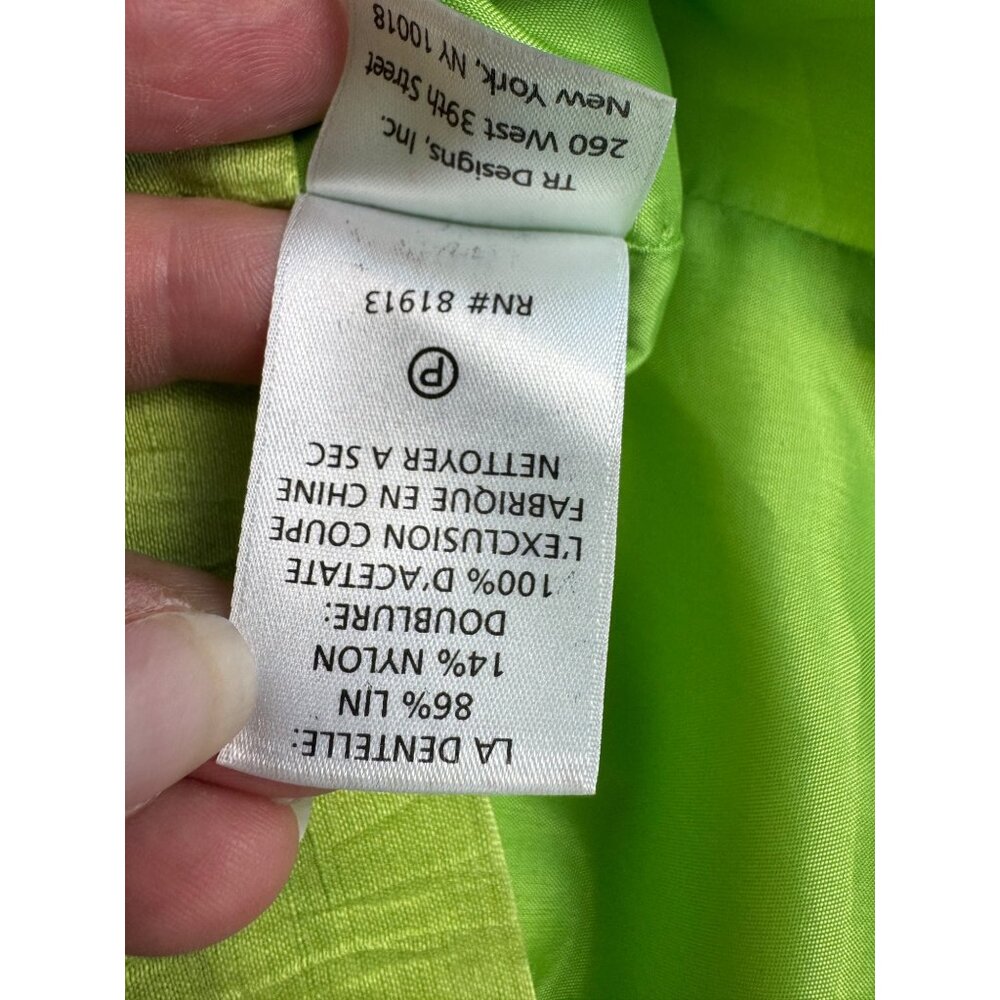 LA DENTELLE:
86% LIN
14% NYLON
DOUBLURE:
100% D'ACETATE
L'EXCLUSION COUPE
FABRIQUE EN CHINE
NETTOYER A SEC
P
RN# 81913
TR Designs, Inc.
260 West 39th Street
New York, NY 10018